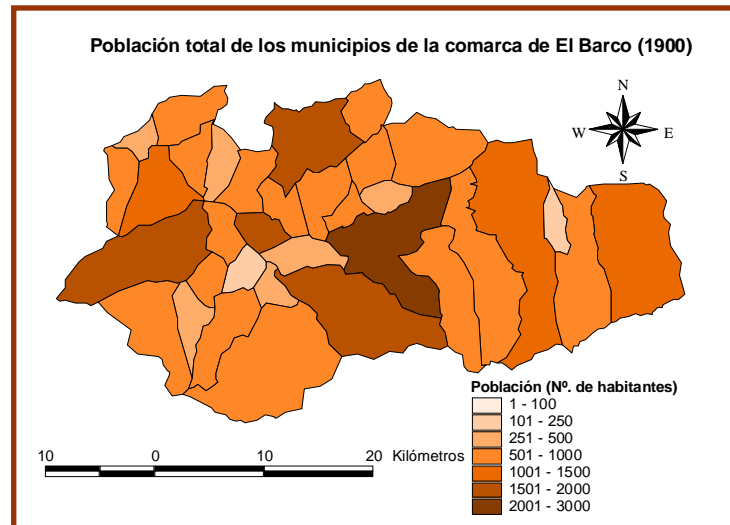 Población total de los municipios de la comarca de El Barco (1900)
N
W E
S
Población (Nº. de habitantes)
1 - 100
101 - 250
251 - 500
501 - 1000
1001 - 1500
1501 - 2000
2001 - 3000
10 0 10 20 Kilómetros